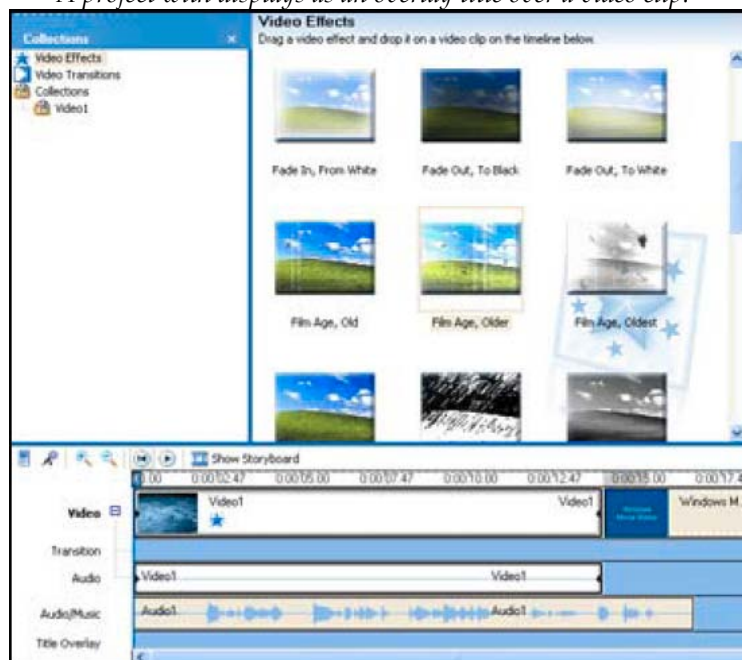 A project with displays as an overlay title over a video clip.
Collections
Video Effects
Drag a video effect and drop it on a video clip on the timeline below.
Video Effects
Video Transitions
Collections
Video1
Fade In, From White
Fade Out, To Black
Fade Out, To White
Film Age, Old
Film Age, Older
Film Age, Oldest
Show Storyboard
0:00:02.47 0:00:05.00 0:00:07.47 0:00:10.00 0:00:12.47 0:00:15.00
Video
Video1
Video1
Windows M...
Transition
Audio
Video1
Video1
Audio/Music
Audio1
Audio1
Title Overlay